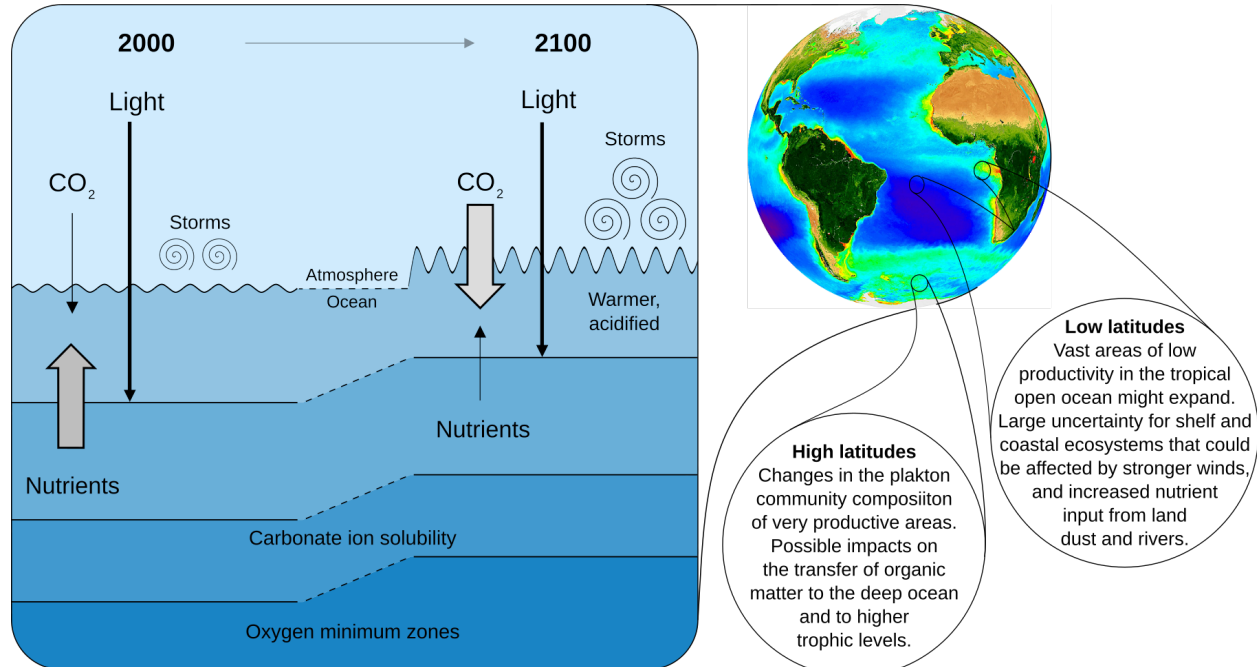 2000
2100
Light
Light
Storms
CO₂
CO₂
Storms
Atmosphere
Ocean
Warmer,
acidified
Nutrients
Nutrients
Carbonate ion solubility
Oxygen minimum zones
High latitudes
Changes in the plakton
community composiiton
of very productive areas.
Possible impacts on
the transfer of organic
matter to the deep ocean
and to higher
trophic levels.
Low latitudes
Vast areas of low
productivity in the tropical
open ocean might expand.
Large uncertainty for shelf and
coastal ecosystems that could
be affected by stronger winds,
and increased nutrient
input from land
dust and rivers.